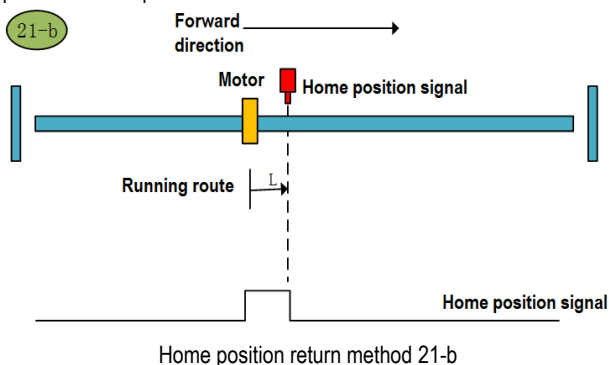 21-b
Forward
direction
Motor
Home position signal
Running route
L
Home position signal
Home position return method 21-b